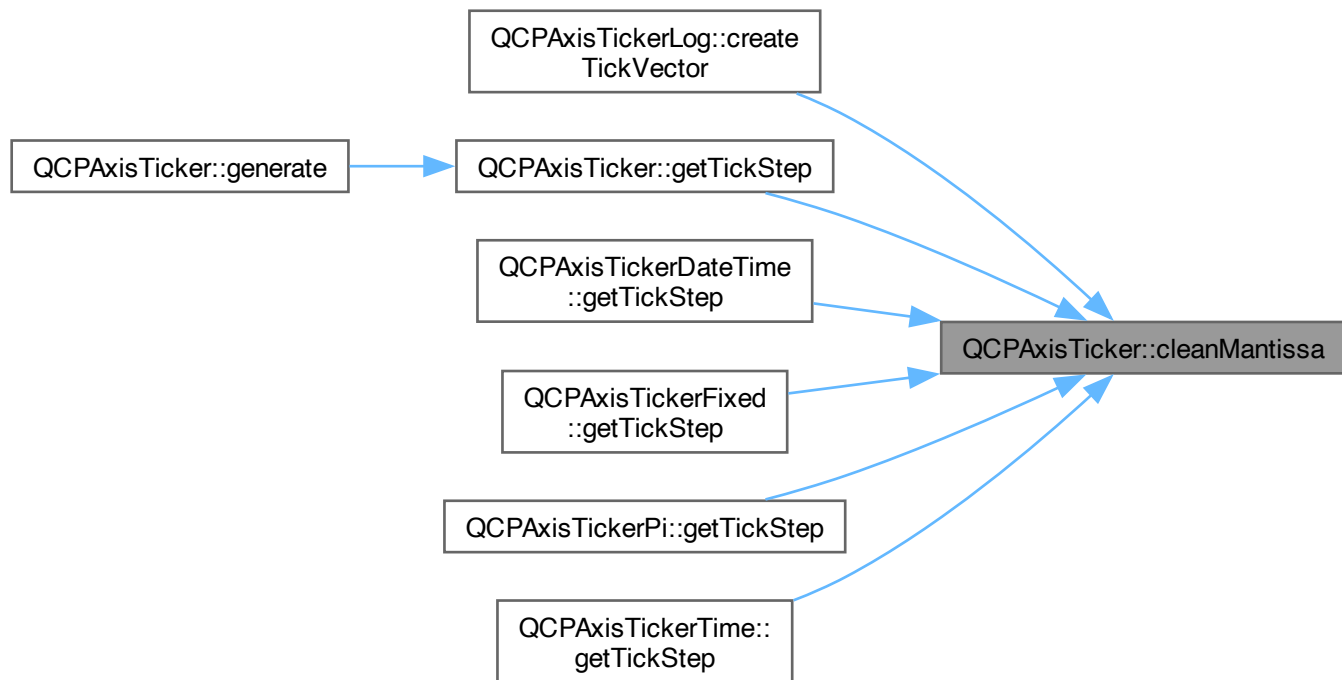 QCPAxisTickerLog::create
TickVector
QCPAxisTicker::generate
QCPAxisTicker::getTickStep
QCPAxisTickerDateTime
::getTickStep
QCPAxisTicker::cleanMantissa
QCPAxisTickerFixed
::getTickStep
QCPAxisTickerPi::getTickStep
QCPAxisTickerTime::
getTickStep